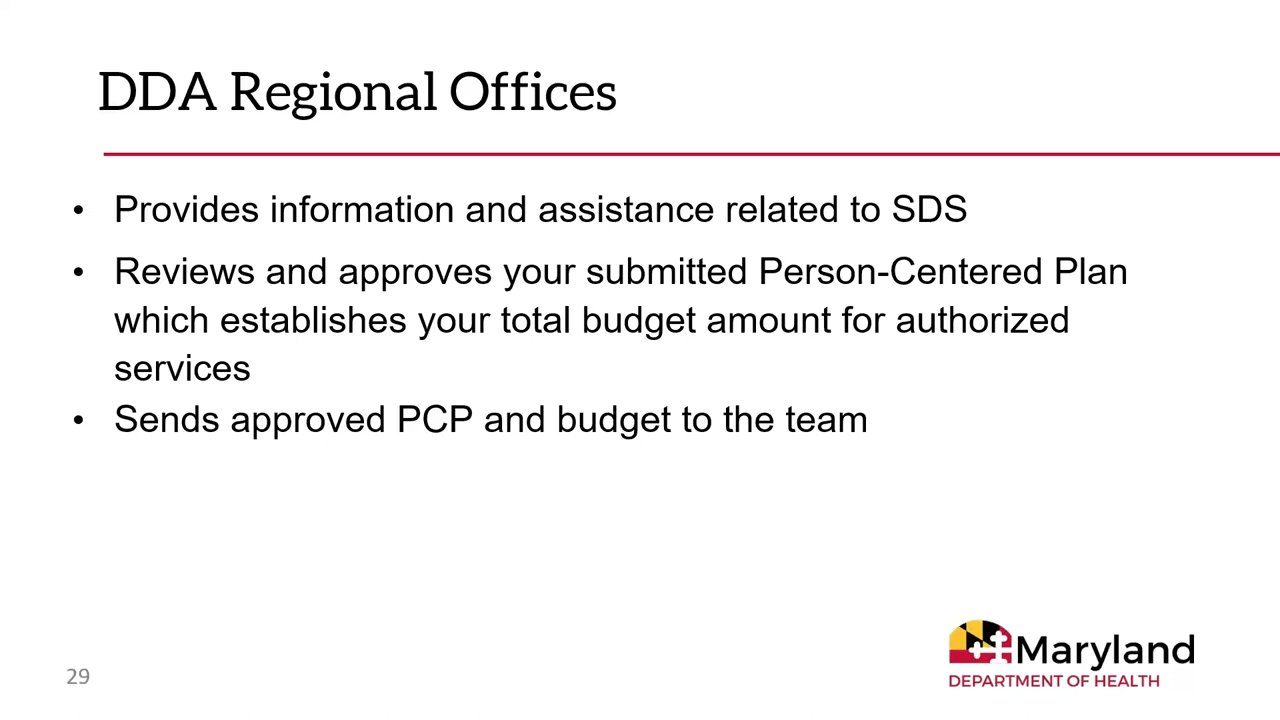 DDA Regional Offices
• Provides information and assistance related to SDS
• Reviews and approves your submitted Person-Centered Plan
which establishes your total budget amount for authorized
services
• Sends approved PCP and budget to the team
29
Maryland
DEPARTMENT OF HEALTH